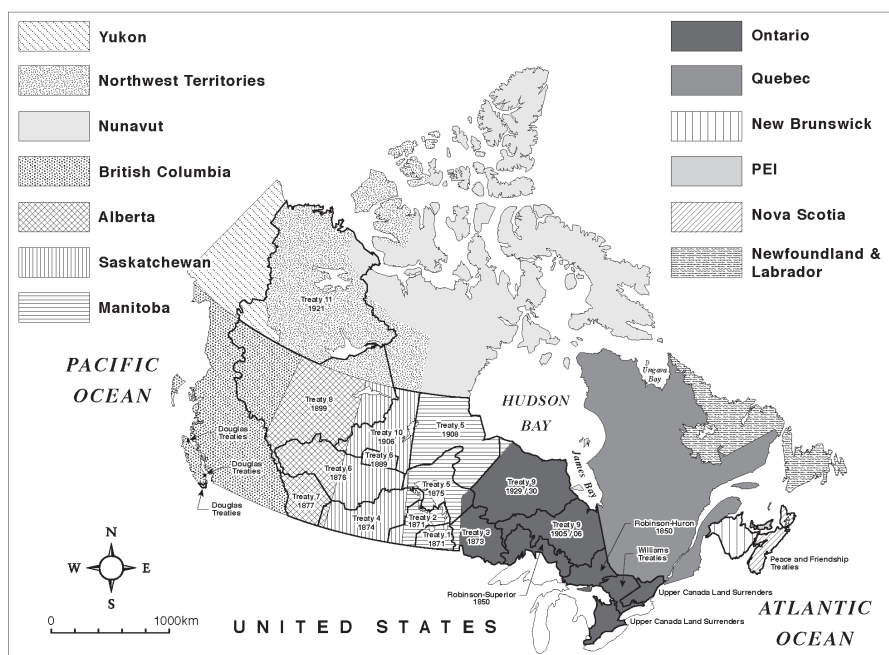 Yukon
Northwest Territories
Nunavut
British Columbia
Alberta
Saskatchewan
Manitoba
Ontario
Quebec
New Brunswick
PEI
Nova Scotia
Newfoundland &
Labrador
PACIFIC
OCEAN
HUDSON
BAY
James Bay
Ungava
Bay
Treaty 11
1921
Treaty 8
1899
Treaty 10
1906
Treaty 6
1889
Treaty 5
1908
Douglas
Treaties
Douglas
Treaties
Douglas
Treaties
Treaty 6
1876
Treaty 7
1877
Treaty 4
1874
Treaty 5
1875
Treaty 2
1871
Treaty 1
1871
Treaty 3
1873
Treaty 9
1929 / 30
Treaty 9
1905 / 06
Robinson-Huron
1850
Williams
Treaties
Robinson-Superior
1850
Peace and Friendship
Treaties
Upper Canada Land Surrenders
Upper Canada Land Surrenders
N
W
E
S
0
1000km
UNITED STATES
ATLANTIC
OCEAN